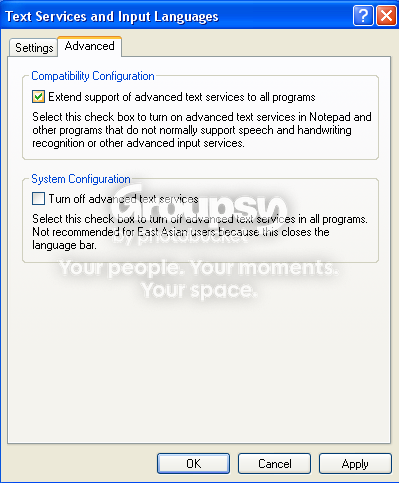 Text Services and Input Languages
Settings
Advanced
Compatibility Configuration
Extend support of advanced text services to all programs
Select this check box to turn on advanced text services in Notepad and
other programs that do not normally support speech and handwriting
recognition or other advanced input services.
System Configuration
Turn off advanced text services
Select this check box to turn off advanced text services in all programs.
Not recommended for East Asian users because this closes the
language bar.
Groupsy
by photobucket
Your people. Your moments.
Your space.
OK
Cancel
Apply